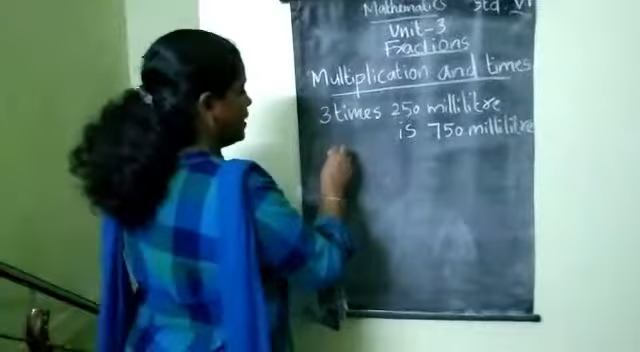 Mathematics Std. VI
Unit-3
Fractions
Multiplication and times
3 times 250 millilitre
is 750 millilitre